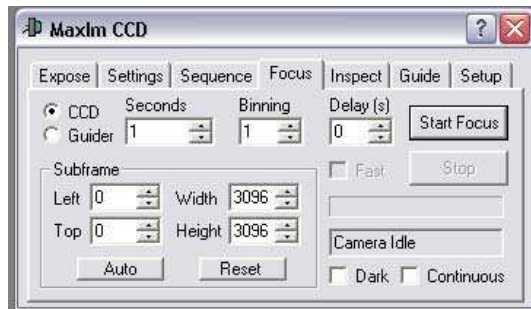 MaxIm CCD
Expose Settings Sequence Focus Inspect Guide Setup
CCD Seconds Binning Delay (s)
Guider 1 1 0 Start Focus
Subframe Fast Stop
Left 0 Width 3096
Top 0 Height 3096 Camera Idle
Auto Reset Dark Continuous